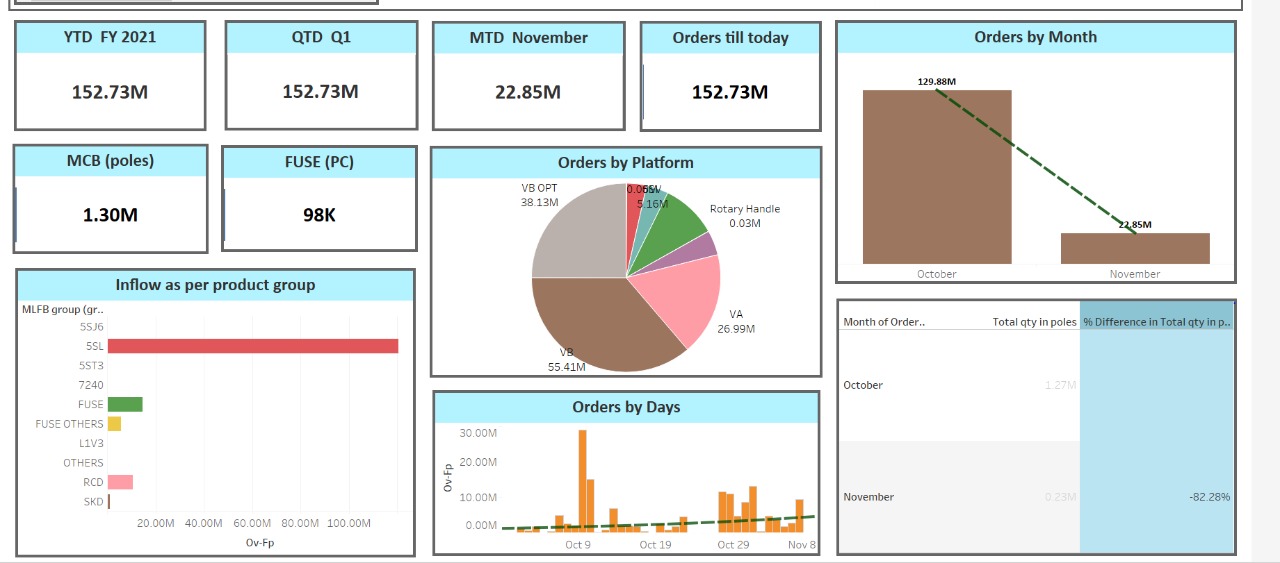 YTD FY 2021
152.73M
QTD Q1
152.73M
MTD November
22.85M
Orders till today
152.73M
Orders by Month
129.88M
22.85M
October
November
MCB (poles)
1.30M
FUSE (PC)
98K
Orders by Platform
VB OPT
38.13M
5.16M
Rotary Handle
0.03M
VA
26.99M
VB
55.41M
Inflow as per product group
MLFB group (gr..
5SJ6
5SL
5ST3
7240
FUSE
FUSE OTHERS
L1V3
OTHERS
RCD
SKD
20.00M 40.00M 60.00M 80.00M 100.00M
Ov-Fp
Orders by Days
Ov-Fp
30.00M
20.00M
10.00M
0.00M
Oct 9 Oct 19 Oct 29 Nov 8
Month of Order.. Total qty in poles % Difference in Total qty in p..
October 1.27M
November 0.23M -82.28%